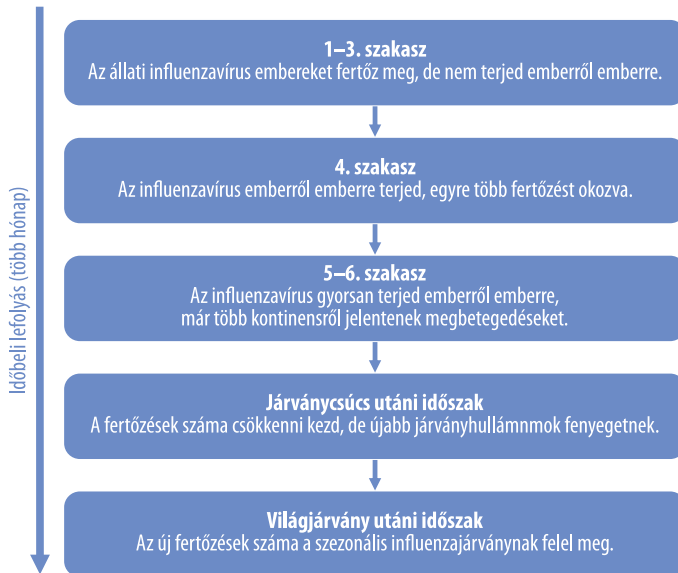 Időbeli lefolyás (több hónap)
1–3. szakasz
Az állati influenzavírus embereket fertőz meg, de nem terjed emberről emberre.
4. szakasz
Az influenzavírus emberről emberre terjed, egyre több fertőzést okozva.
5–6. szakasz
Az influenzavírus gyorsan terjed emberről emberre,
már több kontinensről jelentenek megbetegedéseket.
Járványcsúcs utáni időszak
A fertőzések száma csökkenni kezd, de újabb járványhullámnmok fenyegetnek.
Világjárvány utáni időszak
Az új fertőzések száma a szezonális influenzajárványnak felel meg.